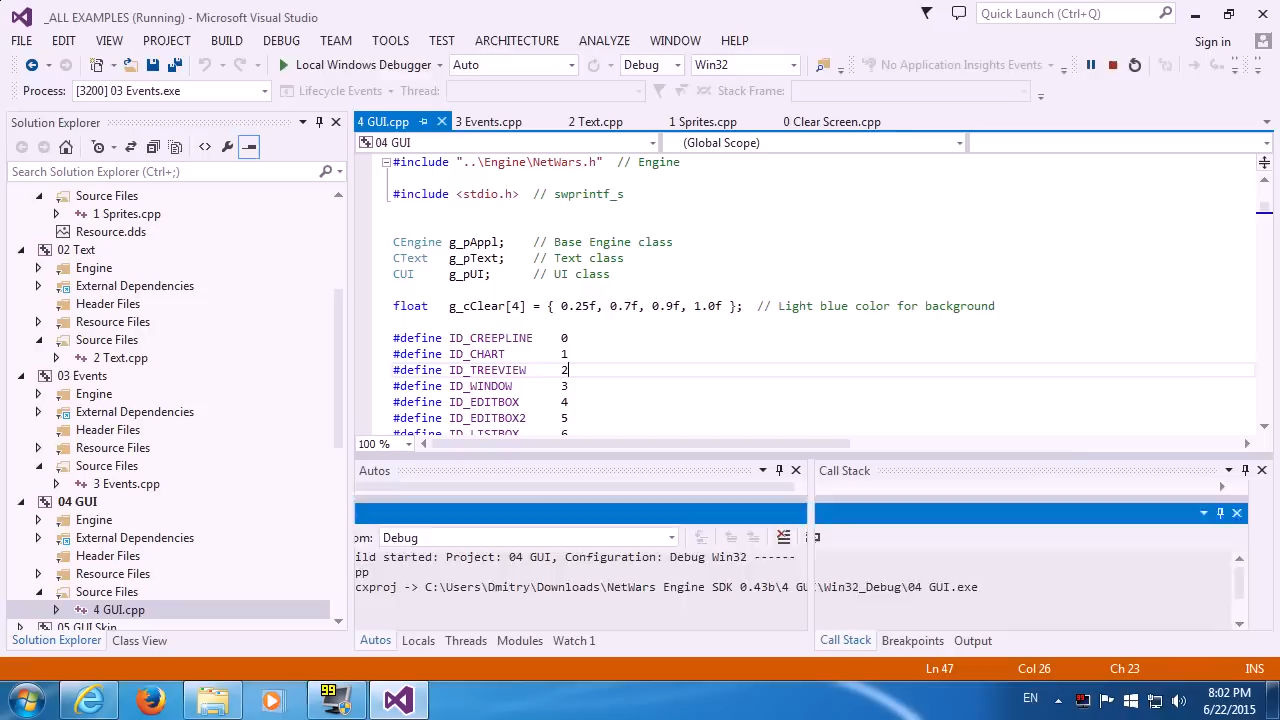 _ALL EXAMPLES (Running) - Microsoft Visual Studio
Quick Launch (Ctrl+Q)
FILE EDIT VIEW PROJECT BUILD DEBUG TEAM TOOLS TEST ARCHITECTURE ANALYZE WINDOW HELP
Sign in
Local Windows Debugger Auto Debug Win32 No Application Insights Events
Process: [3200] 03 Events.exe Lifecycle Events Thread: Stack Frame:
Solution Explorer
Search Solution Explorer (Ctrl+;)
Source Files
1 Sprites.cpp
Resource.dds
02 Text
Engine
External Dependencies
Header Files
Resource Files
Source Files
2 Text.cpp
03 Events
Engine
External Dependencies
Header Files
Resource Files
Source Files
3 Events.cpp
04 GUI
Engine
External Dependencies
Header Files
Resource Files
Source Files
4 GUI.cpp
05 GUI Skin
Solution Explorer Class View
4 GUI.cpp 3 Events.cpp 2 Text.cpp 1 Sprites.cpp 0 Clear Screen.cpp
04 GUI (Global Scope)
#include "..\Engine\NetWars.h" // Engine
#include <stdio.h> // swprintf_s
CEngine g_pAppl; // Base Engine class
CText g_pText; // Text class
CUI g_pUI; // UI class
float g_cClear[4] = { 0.25f, 0.7f, 0.9f, 1.0f }; // Light blue color for background
#define ID_CREEPLINE 0
#define ID_CHART 1
#define ID_TREEVIEW 2
#define ID_WINDOW 3
#define ID_EDITBOX 4
#define ID_EDITBOX2 5
#define ID_LISTBOX 6
100 %
Autos
Call Stack
om: Debug
ild started: Project: 04 GUI, Configuration: Debug Win32 ------
pp
cxproj -> C:\Users\Dmitry\Downloads\NetWars Engine SDK 0.43b\4 GUI\Win32_Debug\04 GUI.exe
Autos Locals Threads Modules Watch 1
Call Stack Breakpoints Output
Ln 47 Col 26 Ch 23 INS
99
EN
8:02 PM
6/22/2015